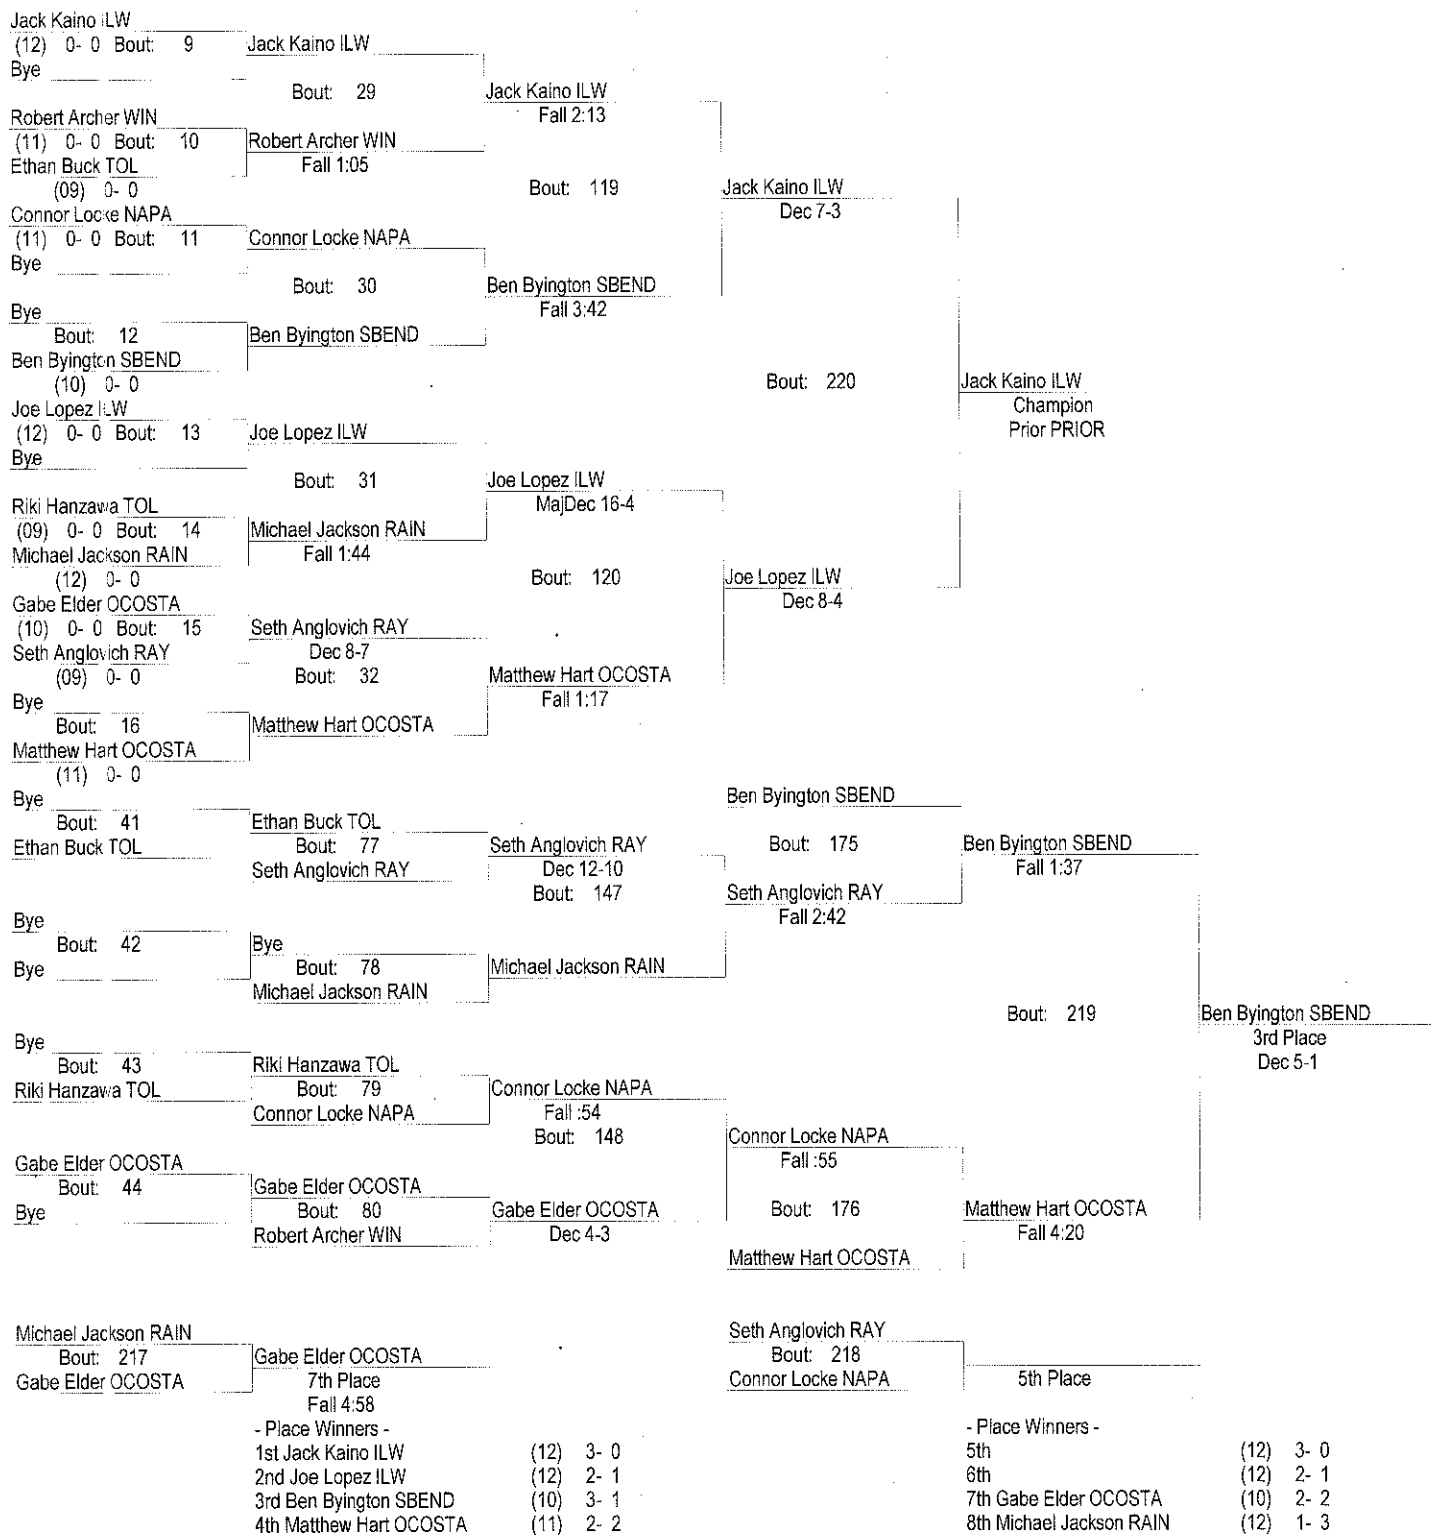 Jack Kaino ILW
(12) 0- 0 Bout: 9
Bye
Jack Kaino ILW
Bout: 29
Jack Kaino ILW
Fall 2:13
Robert Archer WIN
(11) 0- 0 Bout: 10
Ethan Buck TOL
(09) 0- 0
Robert Archer WIN
Fall 1:05
Bout: 119
Jack Kaino ILW
Dec 7-3
Connor Locke NAPA
(11) 0- 0 Bout: 11
Bye
Connor Locke NAPA
Bout: 30
Ben Byington SBEND
Fall 3:42
Bye
Bout: 12
Ben Byington SBEND
(10) 0- 0
Ben Byington SBEND
Bout: 220
Jack Kaino ILW
Champion
Prior PRIOR
Joe Lopez ILW
(12) 0- 0 Bout: 13
Bye
Joe Lopez ILW
Bout: 31
Joe Lopez ILW
MajDec 16-4
Riki Hanzawa TOL
(09) 0- 0 Bout: 14
Michael Jackson RAIN
(12) 0- 0
Michael Jackson RAIN
Fall 1:44
Bout: 120
Joe Lopez ILW
Dec 8-4
Gabe Elder OCOSTA
(10) 0- 0 Bout: 15
Seth Anglovich RAY
(09) 0- 0
Seth Anglovich RAY
Dec 8-7
Bout: 32
Matthew Hart OCOSTA
Fall 1:17
Bye
Bout: 16
Matthew Hart OCOSTA
(11) 0- 0
Matthew Hart OCOSTA
Bye
Bout: 41
Ethan Buck TOL
Ethan Buck TOL
Bout: 77
Seth Anglovich RAY
Seth Anglovich RAY
Dec 12-10
Bout: 147
Ben Byington SBEND
Bout: 175
Seth Anglovich RAY
Fall 2:42
Ben Byington SBEND
Fall 1:37
Bye
Bout: 42
Bye
Bye
Bout: 78
Michael Jackson RAIN
Michael Jackson RAIN
Bout: 219
Ben Byington SBEND
3rd Place
Dec 5-1
Bye
Bout: 43
Riki Hanzawa TOL
Riki Hanzawa TOL
Bout: 79
Connor Locke NAPA
Connor Locke NAPA
Fall :54
Bout: 148
Connor Locke NAPA
Fall :55
Bout: 176
Matthew Hart OCOSTA
Matthew Hart OCOSTA
Fall 4:20
Gabe Elder OCOSTA
Bout: 44
Bye
Gabe Elder OCOSTA
Bout: 80
Robert Archer WIN
Gabe Elder OCOSTA
Dec 4-3
Michael Jackson RAIN
Bout: 217
Gabe Elder OCOSTA
Gabe Elder OCOSTA
7th Place
Fall 4:58
Seth Anglovich RAY
Bout: 218
Connor Locke NAPA
5th Place
- Place Winners -
1st Jack Kaino ILW (12) 3- 0
2nd Joe Lopez ILW (12) 2- 1
3rd Ben Byington SBEND (10) 3- 1
4th Matthew Hart OCOSTA (11) 2- 2
- Place Winners -
5th (12) 3- 0
6th (12) 2- 1
7th Gabe Elder OCOSTA (10) 2- 2
8th Michael Jackson RAIN (12) 1- 3